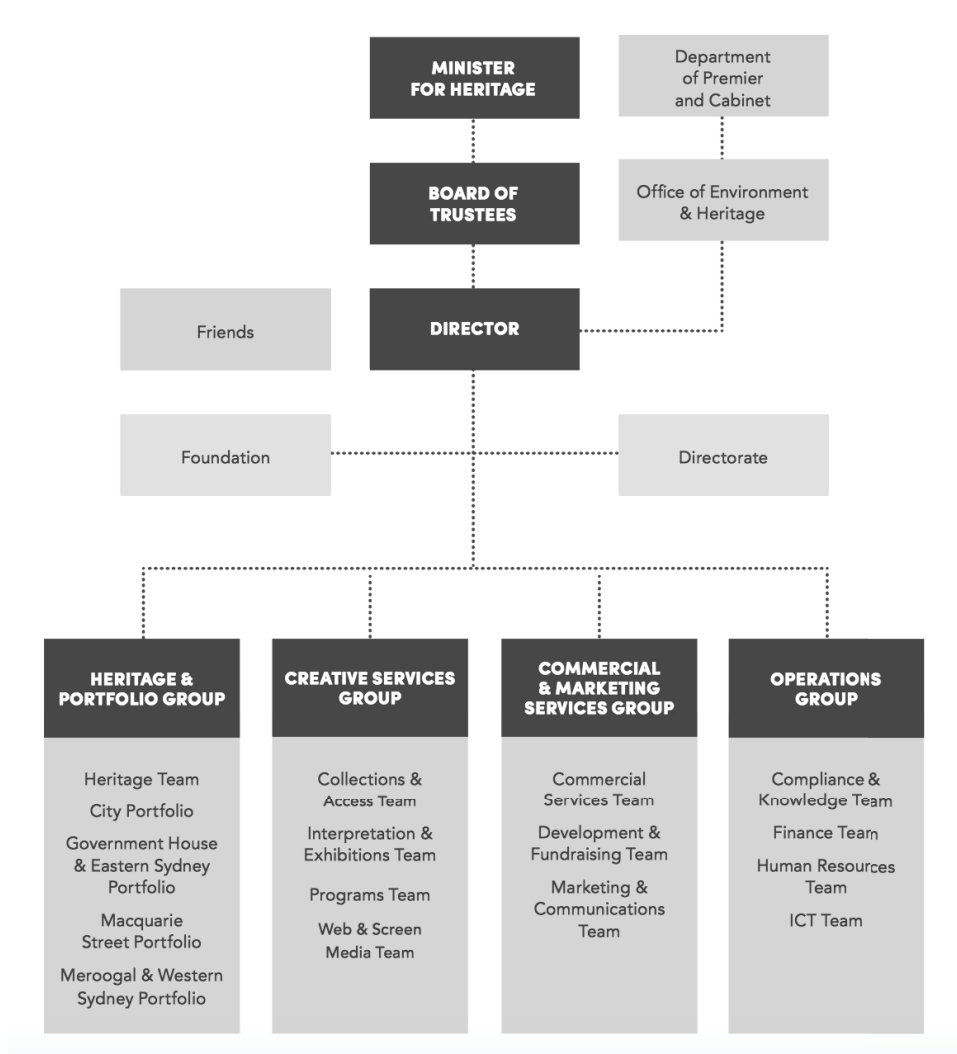 MINISTER
FOR HERITAGE
Department
of Premier
and Cabinet
BOARD OF
TRUSTEES
Office of Environment
& Heritage
Friends
DIRECTOR
Foundation
Directorate
HERITAGE &
PORTFOLIO GROUP
Heritage Team
City Portfolio
Government House
& Eastern Sydney
Portfolio
Macquarie
Street Portfolio
Meroogal & Western
Sydney Portfolio
CREATIVE SERVICES
GROUP
Collections &
Access Team
Interpretation &
Exhibitions Team
Programs Team
Web & Screen
Media Team
COMMERCIAL
& MARKETING
SERVICES GROUP
Commercial
Services Team
Development &
Fundraising Team
Marketing &
Communications
Team
OPERATIONS
GROUP
Compliance &
Knowledge Team
Finance Team
Human Resources
Team
ICT Team